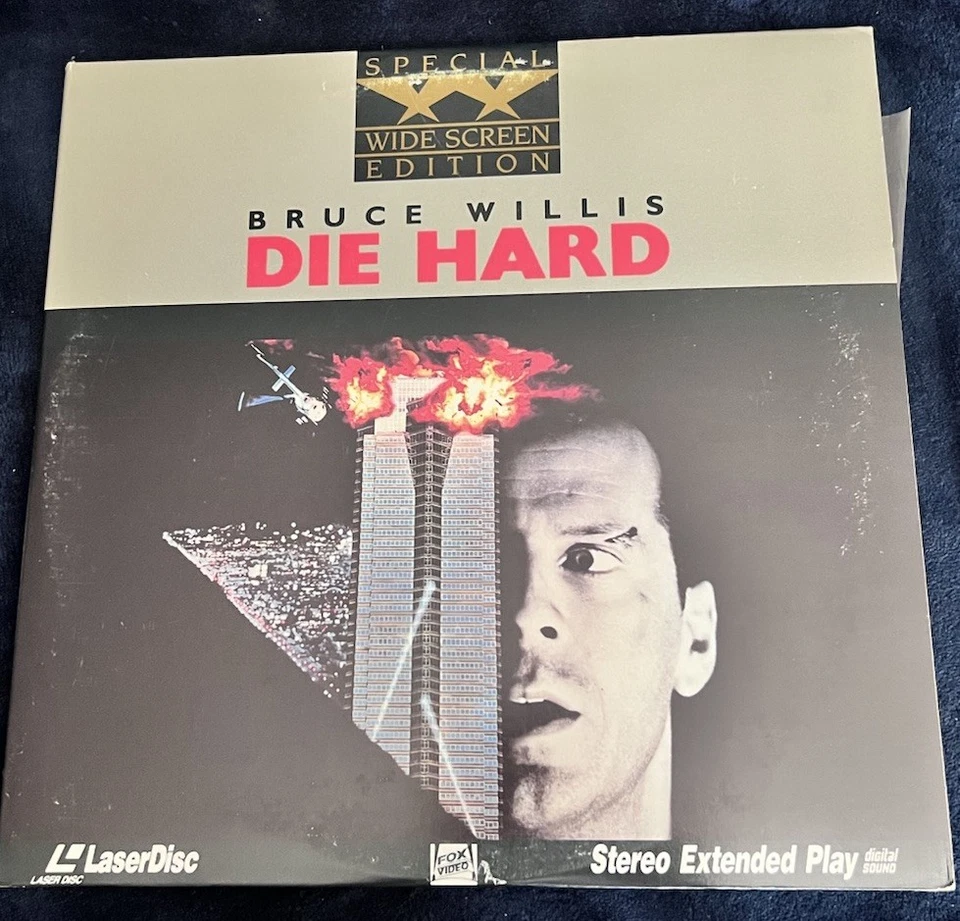 SPECIAL
WIDE SCREEN
EDITION
BRUCE WILLIS
DIE HARD
LaserDisc
LASER DISC
FOX
VIDEO
Stereo Extended Play digital
SOUND